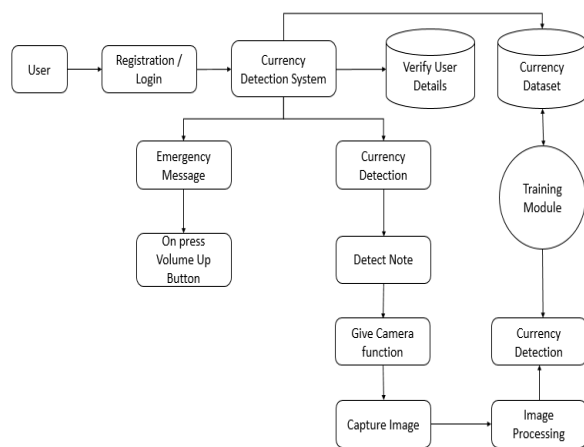 User
Registration /
Login
Currency
Detection System
Verify User
Details
Currency
Dataset
Emergency
Message
Currency
Detection
Training
Module
On press
Volume Up
Button
Detect Note
Give Camera
function
Currency
Detection
Capture Image
Image
Processing